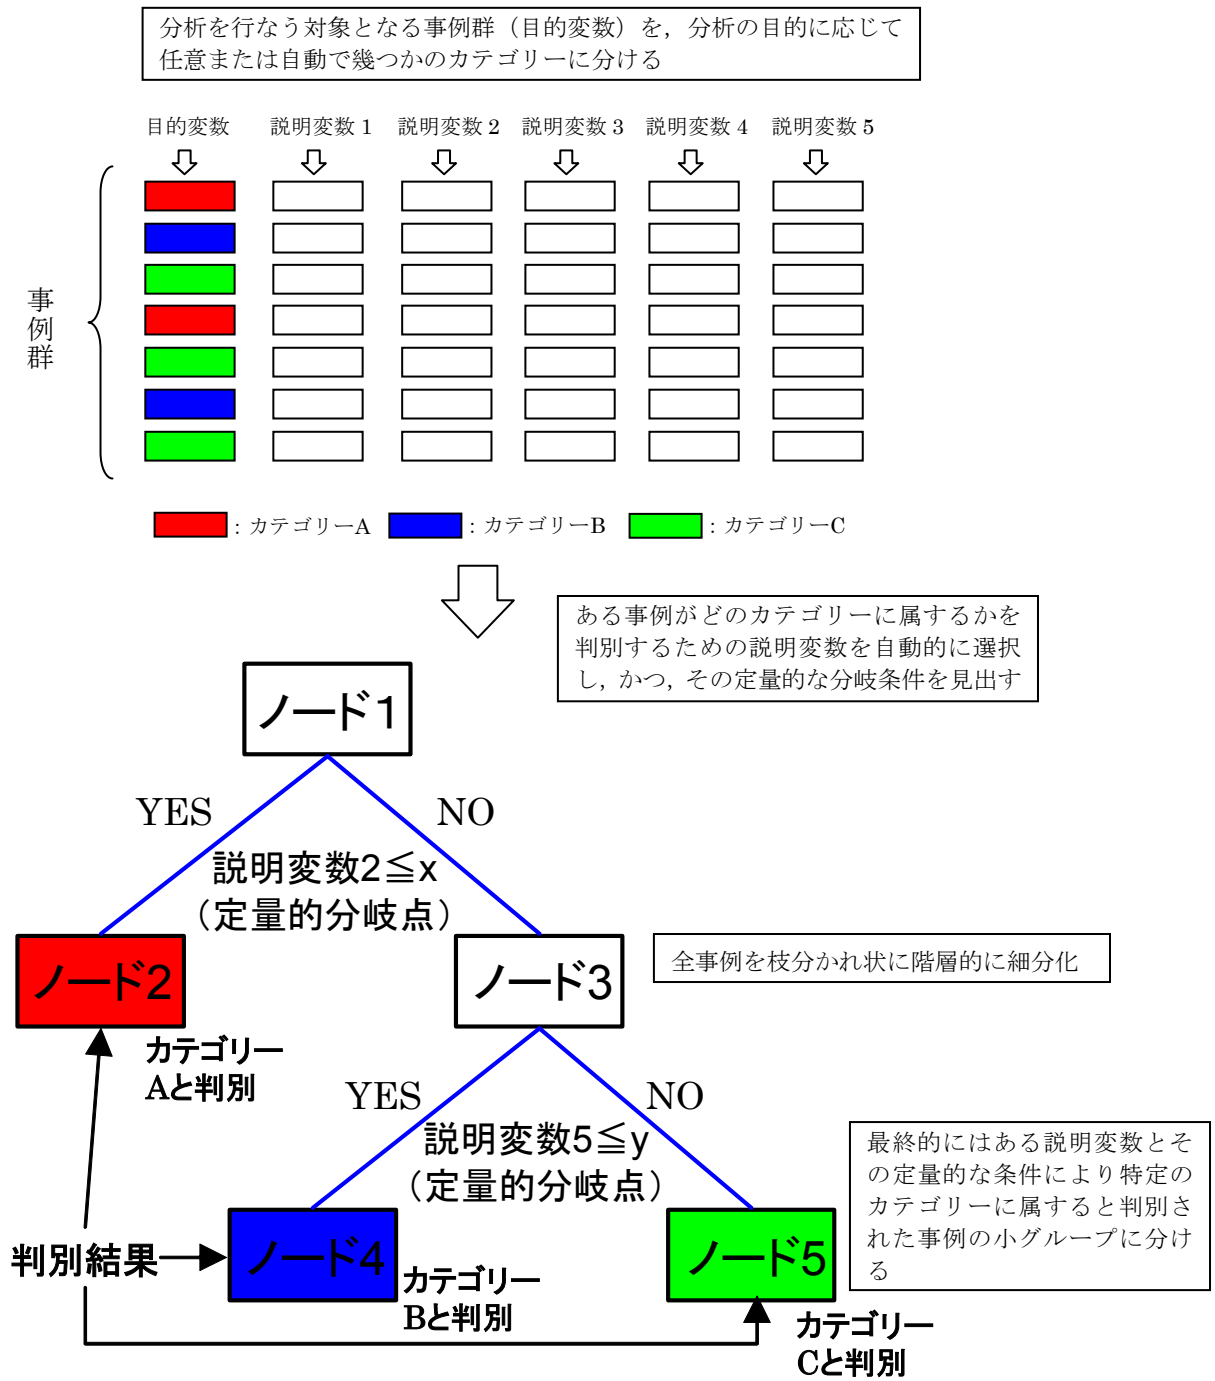 分析を行なう対象となる事例群（目的変数）を，分析の目的に応じて
任意または自動で幾つかのカテゴリーに分ける
目的変数 説明変数 1 説明変数 2 説明変数 3 説明変数 4 説明変数 5
事例群
：カテゴリーA ：カテゴリーB ：カテゴリーC
ある事例がどのカテゴリーに属するかを
判別するための説明変数を自動的に選択
し，かつ，その定量的な分岐条件を見出す
ノード1
YES NO
説明変数2≦x
（定量的分岐点）
ノード2 ノード3
全事例を枝分かれ状に階層的に細分化
カテゴリー
Aと判別
YES NO
説明変数5≦y
（定量的分岐点）
最終的にはある説明変数とそ
の定量的な条件により特定の
カテゴリーに属すると判別さ
れた事例の小グループに分け
る
判別結果 ノード4 ノード5
カテゴリー
Bと判別
カテゴリー
Cと判別